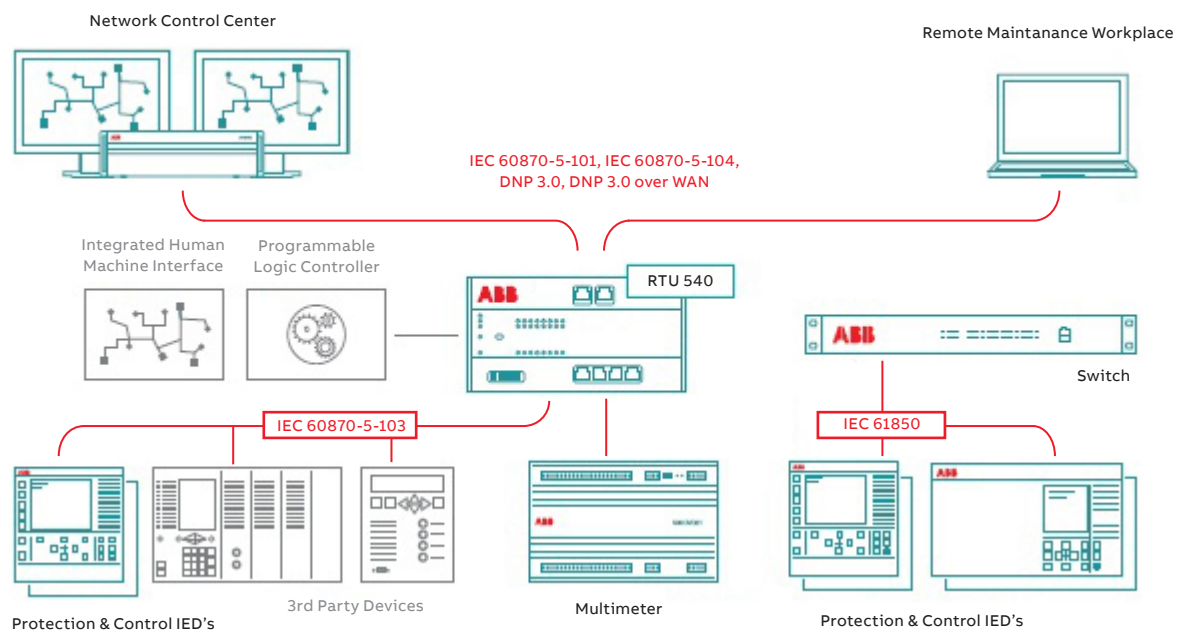 Network Control Center
Remote Maintanance Workplace
ABB
IEC 60870-5-101, IEC 60870-5-104,
DNP 3.0, DNP 3.0 over WAN
Integrated Human
Machine Interface
Programmable
Logic Controller
RTU 540
ABB
ABB
Switch
IEC 60870-5-103
IEC 61850
ABB
ABB
ABB
ABB
3rd Party Devices
Multimeter
Protection & Control IED's
Protection & Control IED's